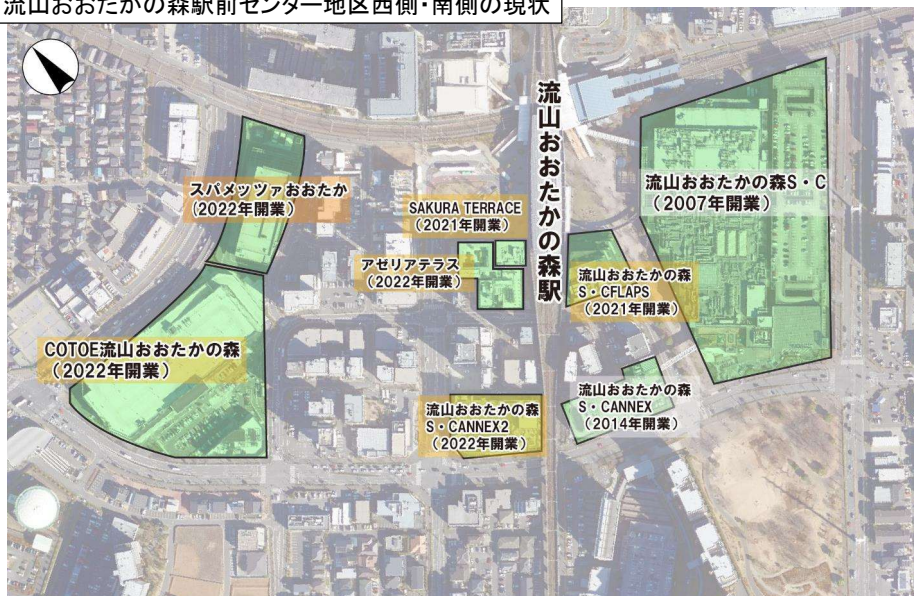 流山おおたかの森駅前センター地区西側・南側の現状
流山おおたかの森駅
スパメッツァおおたか
(2022年開業)
SAKURA TERRACE
(2021年開業)
流山おおたかの森S・C
(2007年開業)
アゼリアテラス
(2022年開業)
流山おおたかの森
S・CFLAPS
(2021年開業)
COTOE流山おおたかの森
(2022年開業)
流山おおたかの森
S・CANNEX2
(2022年開業)
流山おおたかの森
S・CANNEX
(2014年開業)